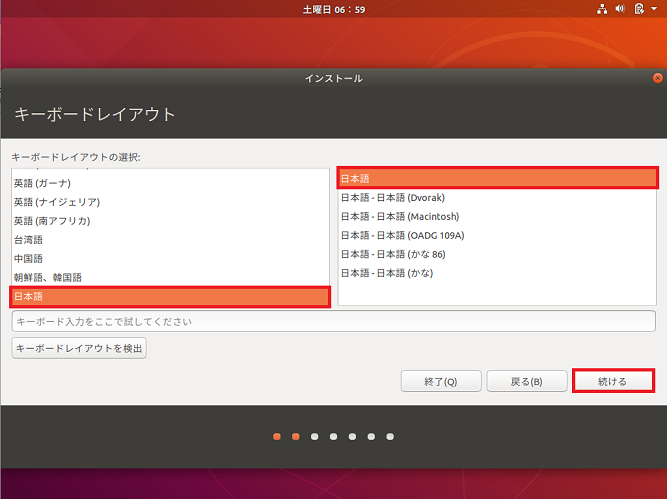 土曜日 06：59
インストール
キーボードレイアウト
キーボードレイアウトの選択:
英語 (ガーナ)
英語 (ナイジェリア)
英語 (南アフリカ)
台湾語
中国語
朝鮮語、韓国語
日本語
日本語
日本語 - 日本語 (Dvorak)
日本語 - 日本語 (Macintosh)
日本語 - 日本語 (OADG 109A)
日本語 - 日本語 (かな 86)
日本語 - 日本語 (かな)
キーボード入力をここで試してください
キーボードレイアウトを検出
終了(Q)
戻る(B)
続ける